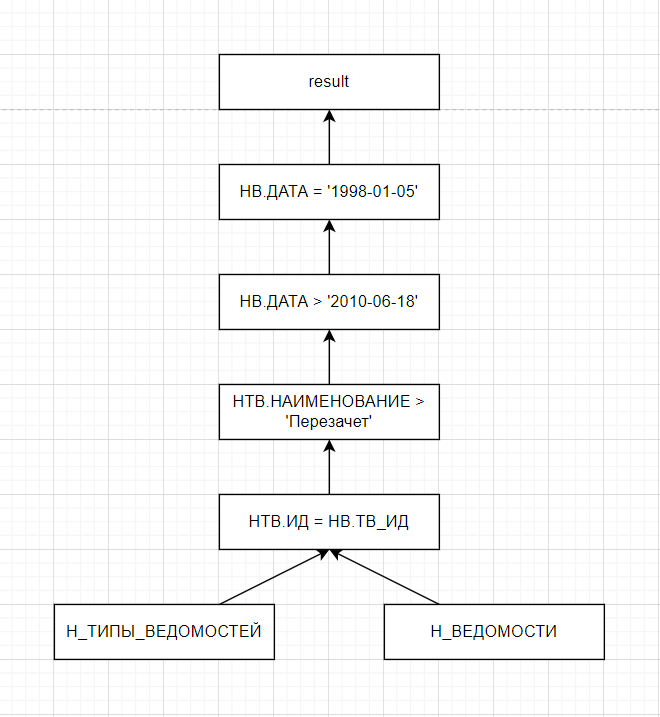 result
НВ.ДАТА = '1998-01-05'
НВ.ДАТА > '2010-06-18'
НТВ.НАИМЕНОВАНИЕ >
'Перезачет'
НТВ.ИД = НВ.ТВ_ИД
Н_ТИПЫ_ВЕДОМОСТЕЙ
Н_ВЕДОМОСТИ